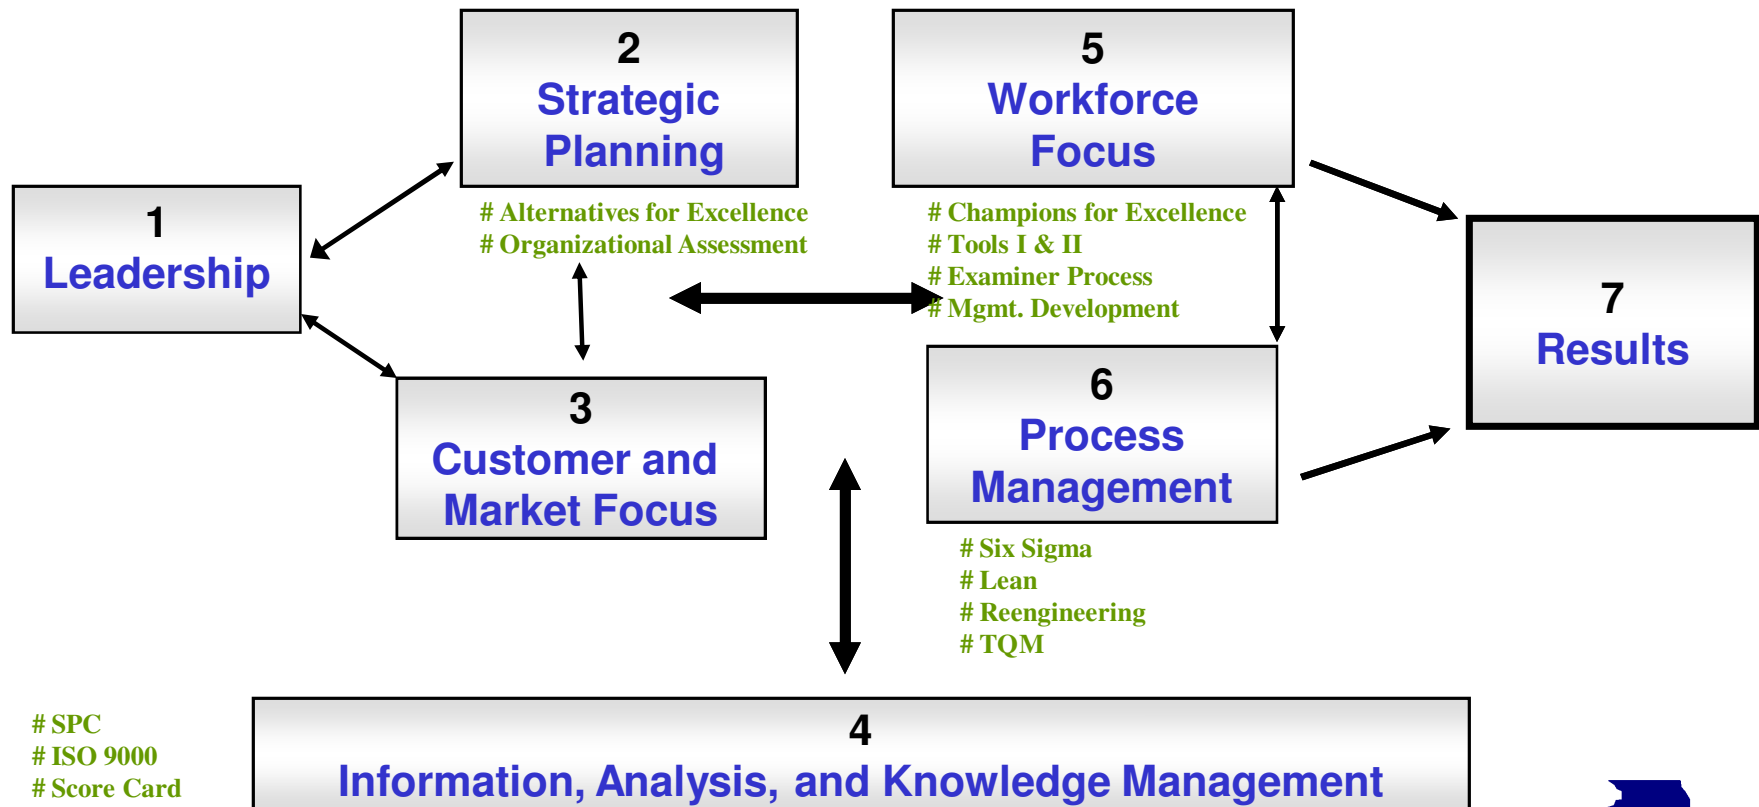 1
Leadership
2
Strategic
Planning
# Alternatives for Excellence
# Organizational Assessment
3
Customer and
Market Focus
5
Workforce
Focus
# Champions for Excellence
# Tools I & II
# Examiner Process
# Mgmt. Development
6
Process
Management
# Six Sigma
# Lean
# Reengineering
# TQM
7
Results
# SPC
# ISO 9000
# Score Card
4
Information, Analysis, and Knowledge Management